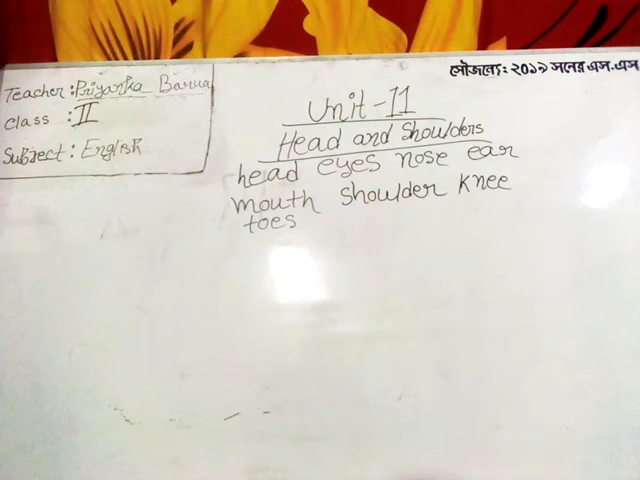 Teacher : Priyanka Barua
class : II
Subject : English
সৌজন্যে: ২০১৯ সনের এস.এস
Unit - 11
Head and Shoulders
head eyes nose ear
mouth shoulder knee
toes